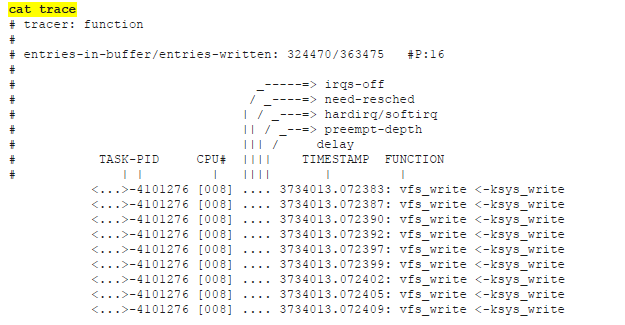 cat trace
# tracer: function
#
# entries-in-buffer/entries-written: 324470/363475   #P:16
#
#                                _-----=> irqs-off
#                               / _----=> need-resched
#                              | / _---=> hardirq/softirq
#                              || / _--=> preempt-depth
#                              ||| /     delay
#           TASK-PID     CPU#  ||||    TIMESTAMP  FUNCTION
#              | |         |   ||||       |         |
           <...>-4101276 [008] .... 3734013.072383: vfs_write <-ksys_write
           <...>-4101276 [008] .... 3734013.072387: vfs_write <-ksys_write
           <...>-4101276 [008] .... 3734013.072390: vfs_write <-ksys_write
           <...>-4101276 [008] .... 3734013.072392: vfs_write <-ksys_write
           <...>-4101276 [008] .... 3734013.072397: vfs_write <-ksys_write
           <...>-4101276 [008] .... 3734013.072399: vfs_write <-ksys_write
           <...>-4101276 [008] .... 3734013.072402: vfs_write <-ksys_write
           <...>-4101276 [008] .... 3734013.072405: vfs_write <-ksys_write
           <...>-4101276 [008] .... 3734013.072409: vfs_write <-ksys_write